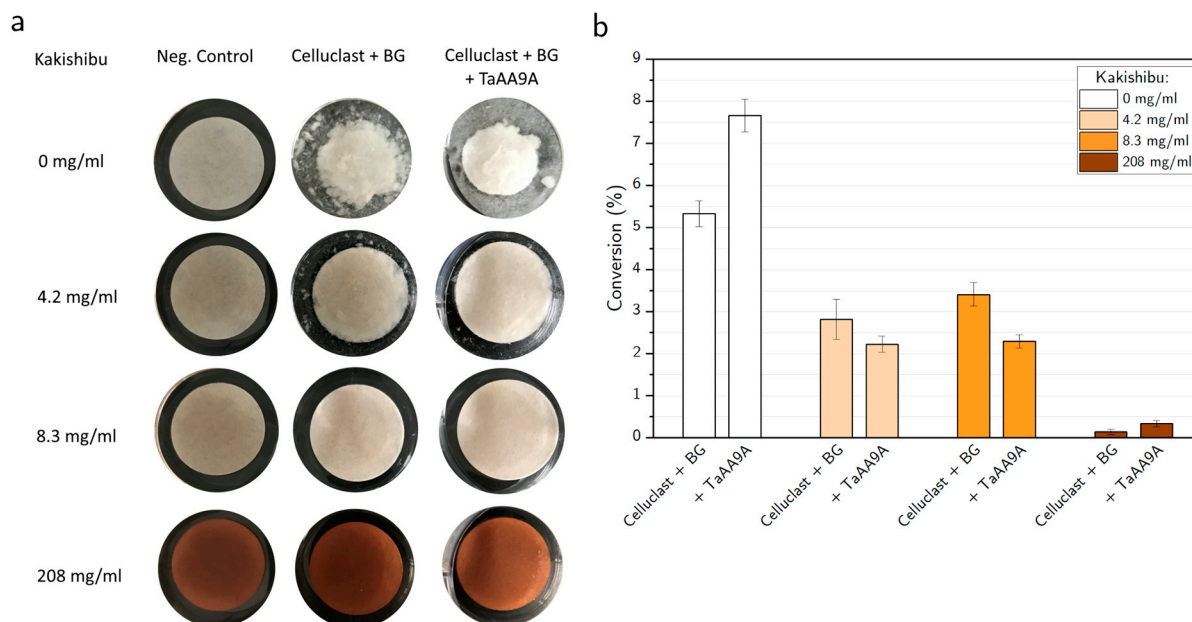 a
Kakishibu
Neg. Control
Celluclast + BG
Celluclast + BG
+ TaAA9A
0 mg/ml
4.2 mg/ml
8.3 mg/ml
208 mg/ml
b
Conversion (%)
9
8
7
6
5
4
3
2
1
0
Kakishibu:
0 mg/ml
4.2 mg/ml
8.3 mg/ml
208 mg/ml
Celluclast + BG
+ TaAA9A
Celluclast + BG
+ TaAA9A
Celluclast + BG
+ TaAA9A
Celluclast + BG
+ TaAA9A